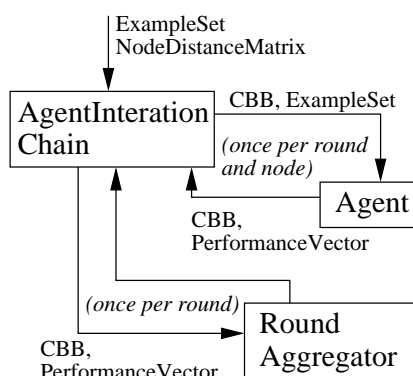 ExampleSet
NodeDistanceMatrix
AgentInteration
Chain
CBB, ExampleSet
(once per round
and node)
Agent
CBB,
PerformanceVector
(once per round)
Round
Aggregator
CBB,
PerformanceVector